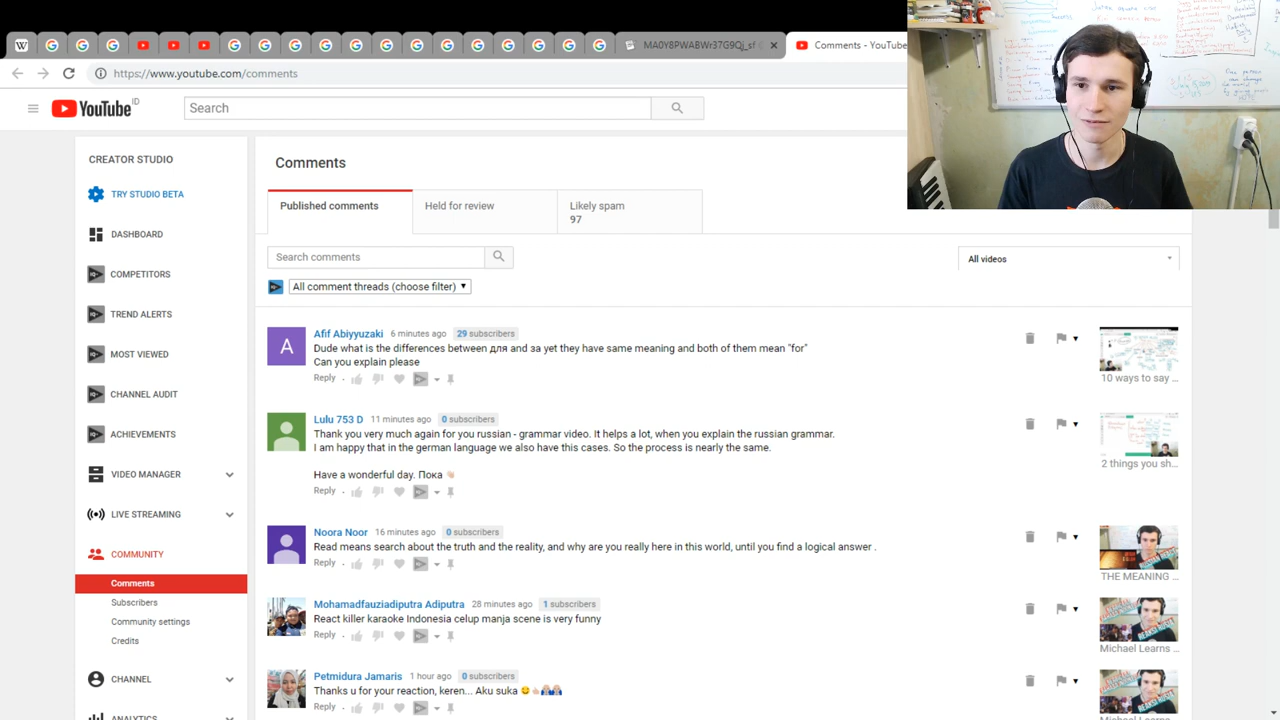 MA0Y8PWABWr37G9Qj_sf
Comments - YouTube
https://www.youtube.com/comments
YouTube ID
Search
CREATOR STUDIO
TRY STUDIO BETA
DASHBOARD
COMPETITORS
TREND ALERTS
MOST VIEWED
CHANNEL AUDIT
ACHIEVEMENTS
VIDEO MANAGER
LIVE STREAMING
COMMUNITY
Comments
Subscribers
Community settings
Credits
CHANNEL
ANALYTICS
Comments
Published comments
Held for review
Likely spam
97
Search comments
All videos
All comment threads (choose filter)
Afif Abiyyuzaki 6 minutes ago 29 subscribers
Dude what is the differences between для and за yet they have same meaning and both of them mean "for"
Can you explain please
Reply
10 ways to say ...
Lulu 753 D 11 minutes ago 0 subscribers
Thank you very much again for you russian - grammar video. It helps a lot, when you explain the russian grammar.
I am happy that in the german language we also have this cases. So the process is nearly the same.
Have a wonderful day. Пока 👋🏻
Reply
2 things you sh...
Noora Noor 16 minutes ago 0 subscribers
Read means search about the truth and the reality, and why are you really here in this world, until you find a logical answer .
Reply
THE MEANING ...
Mohamadfauziadiputra Adiputra 28 minutes ago 1 subscribers
React killer karaoke Indonesia celup manja scene is very funny
Reply
Michael Learns ...
Petmidura Jamaris 1 hour ago 0 subscribers
Thanks u for your reaction, keren... Aku suka
Reply
Michael Learns ...